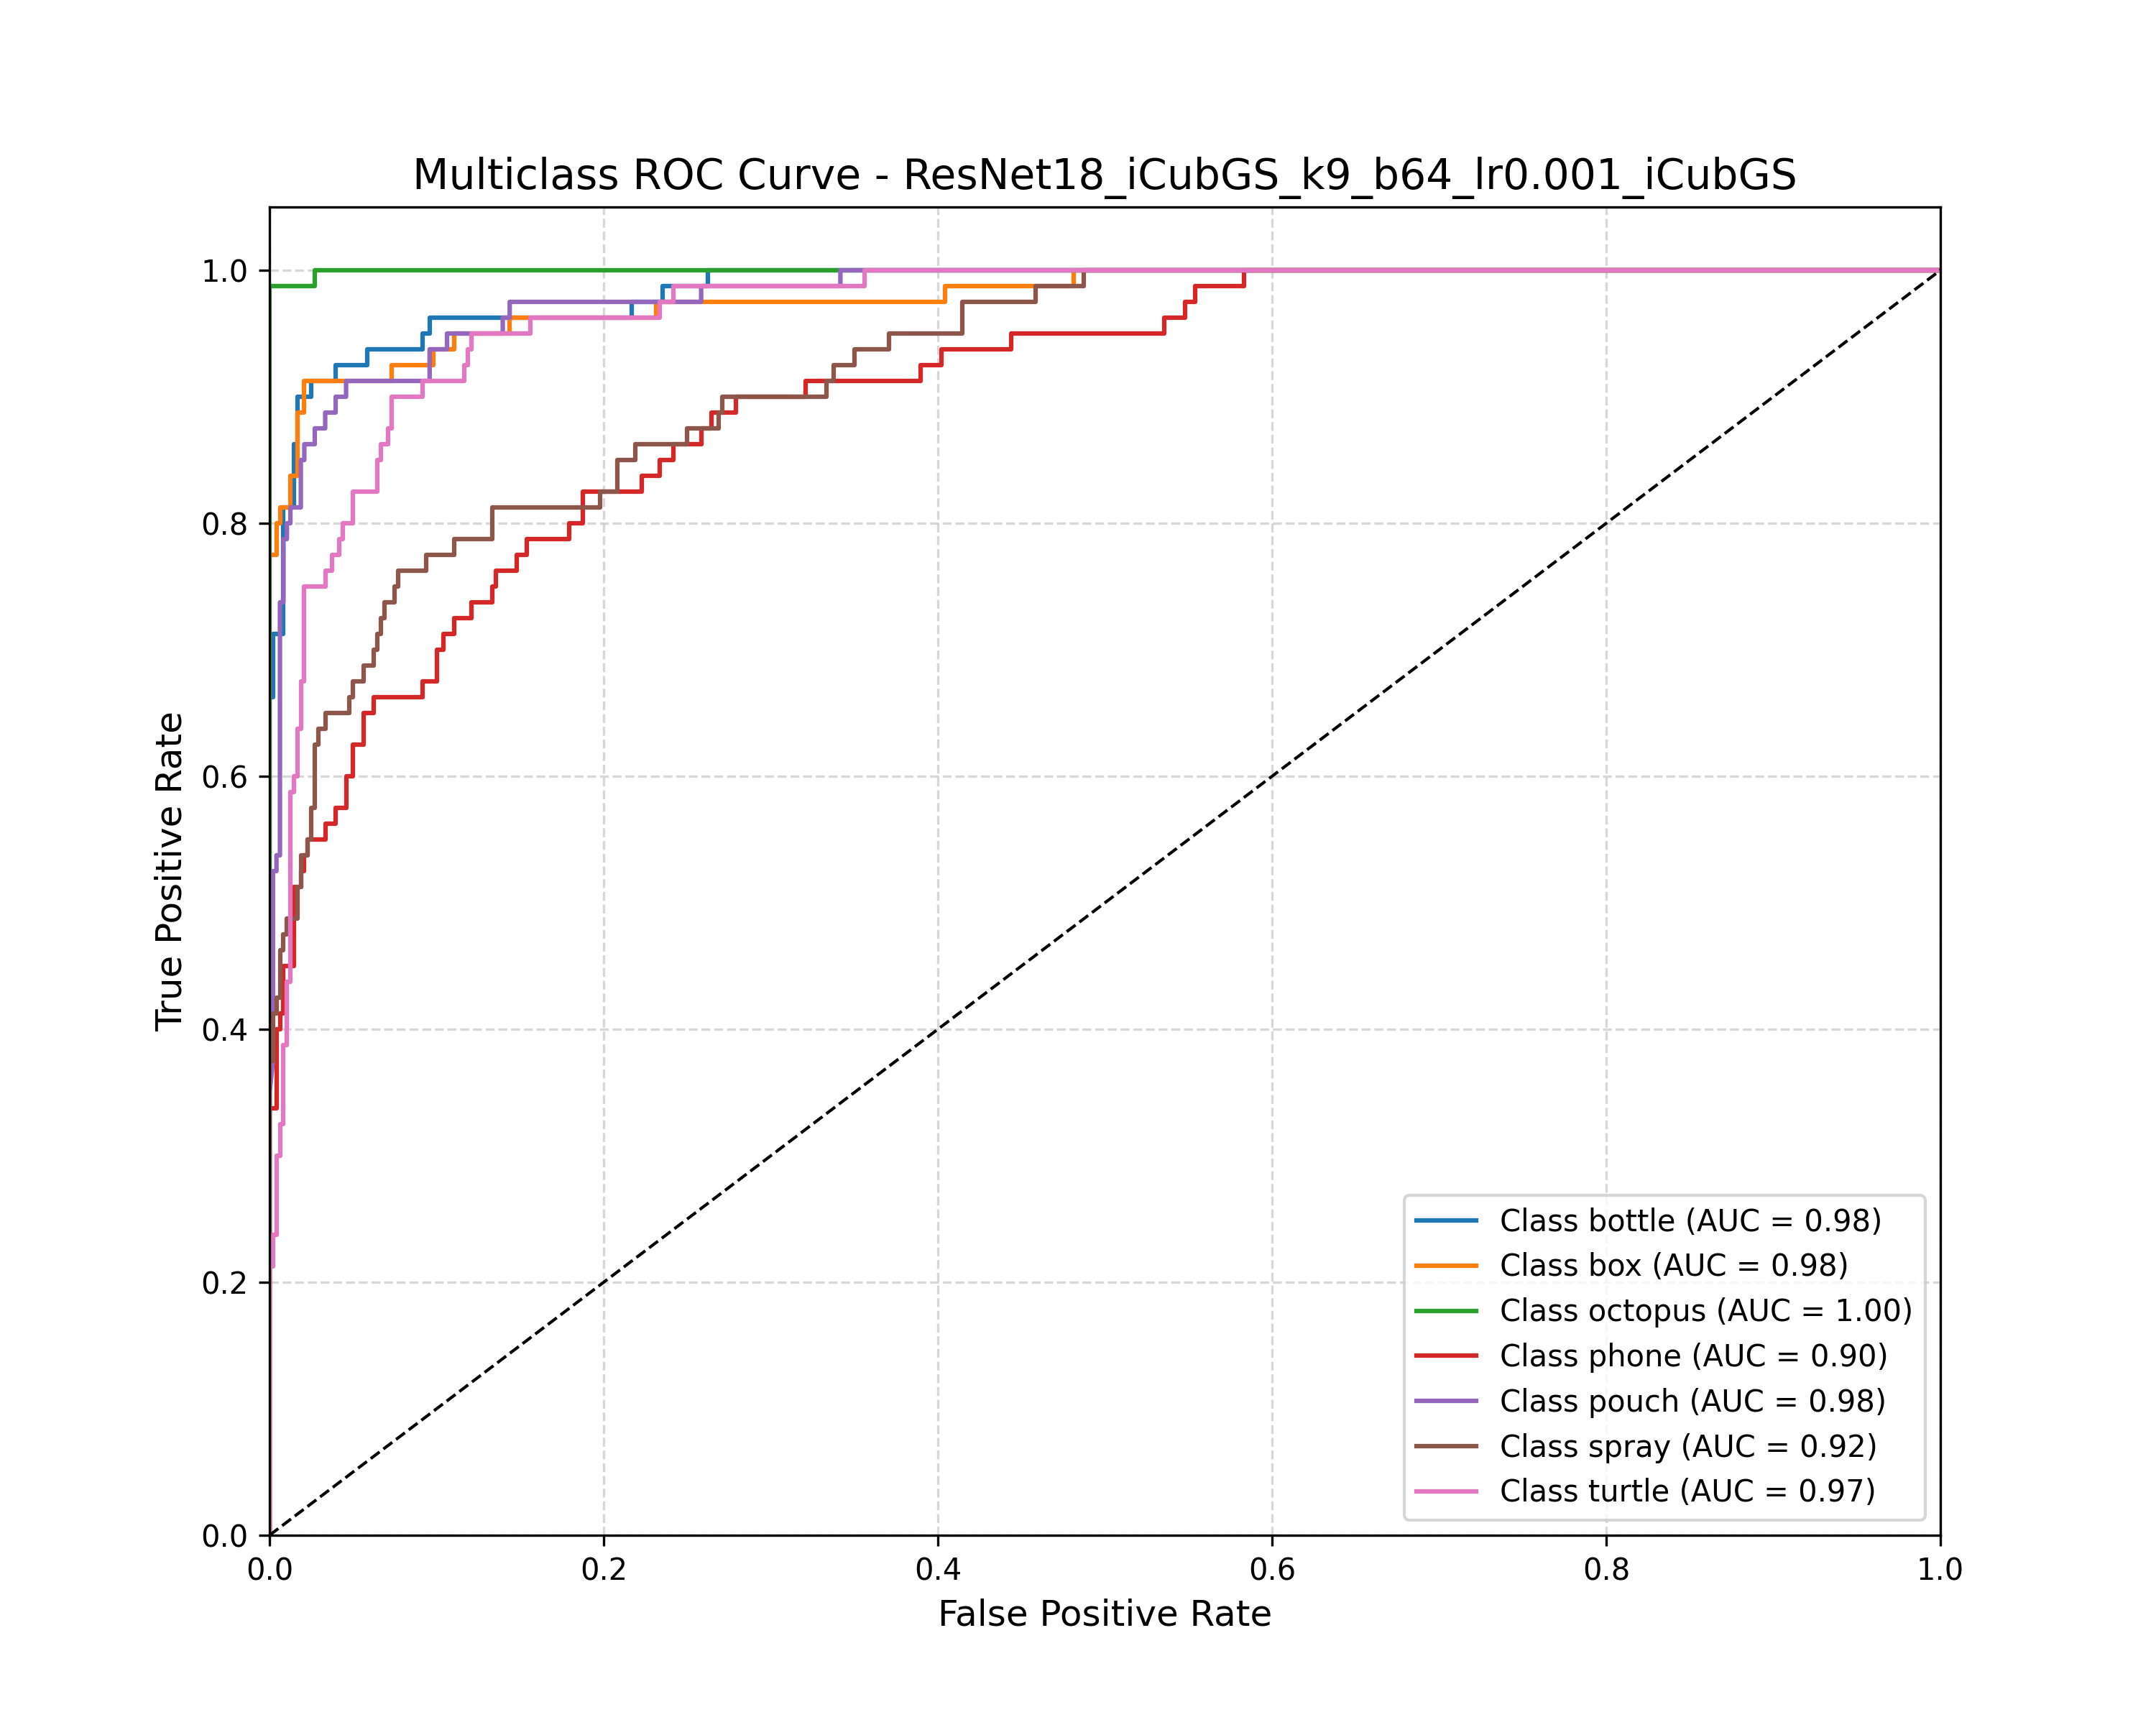 Multiclass ROC Curve - ResNet18_iCubGS_k9_b64_lr0.001_iCubGS
True Positive Rate
1.0
0.8
0.6
0.4
0.2
0.0
0.0 0.2 0.4 0.6 0.8 1.0
False Positive Rate
Class bottle (AUC = 0.98)
Class box (AUC = 0.98)
Class octopus (AUC = 1.00)
Class phone (AUC = 0.90)
Class pouch (AUC = 0.98)
Class spray (AUC = 0.92)
Class turtle (AUC = 0.97)